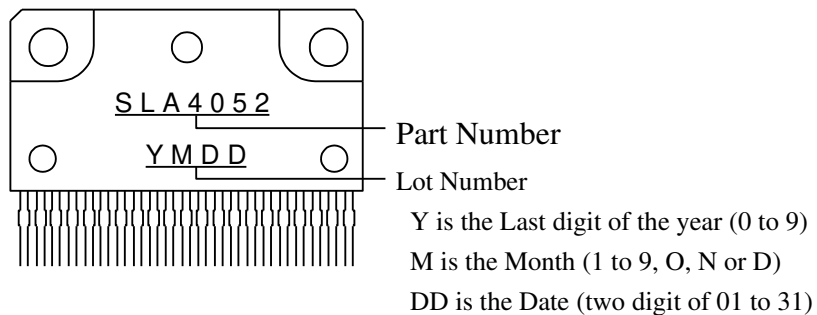 SLA4052
Part Number
YMDD
Lot Number
Y is the Last digit of the year (0 to 9)
M is the Month (1 to 9, O, N or D)
DD is the Date (two digit of 01 to 31)